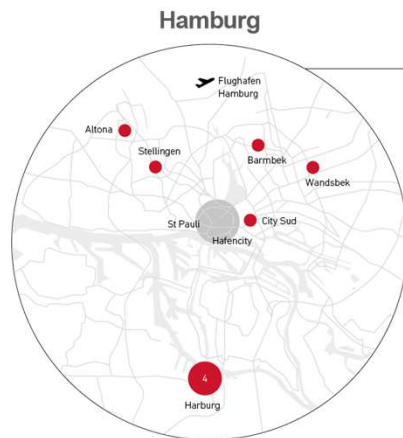 Hamburg
Flughafen
Hamburg
Altona
Stellingen
Barmbek
Wandsbek
St Pauli
City Sud
Hafencity
4
Harburg